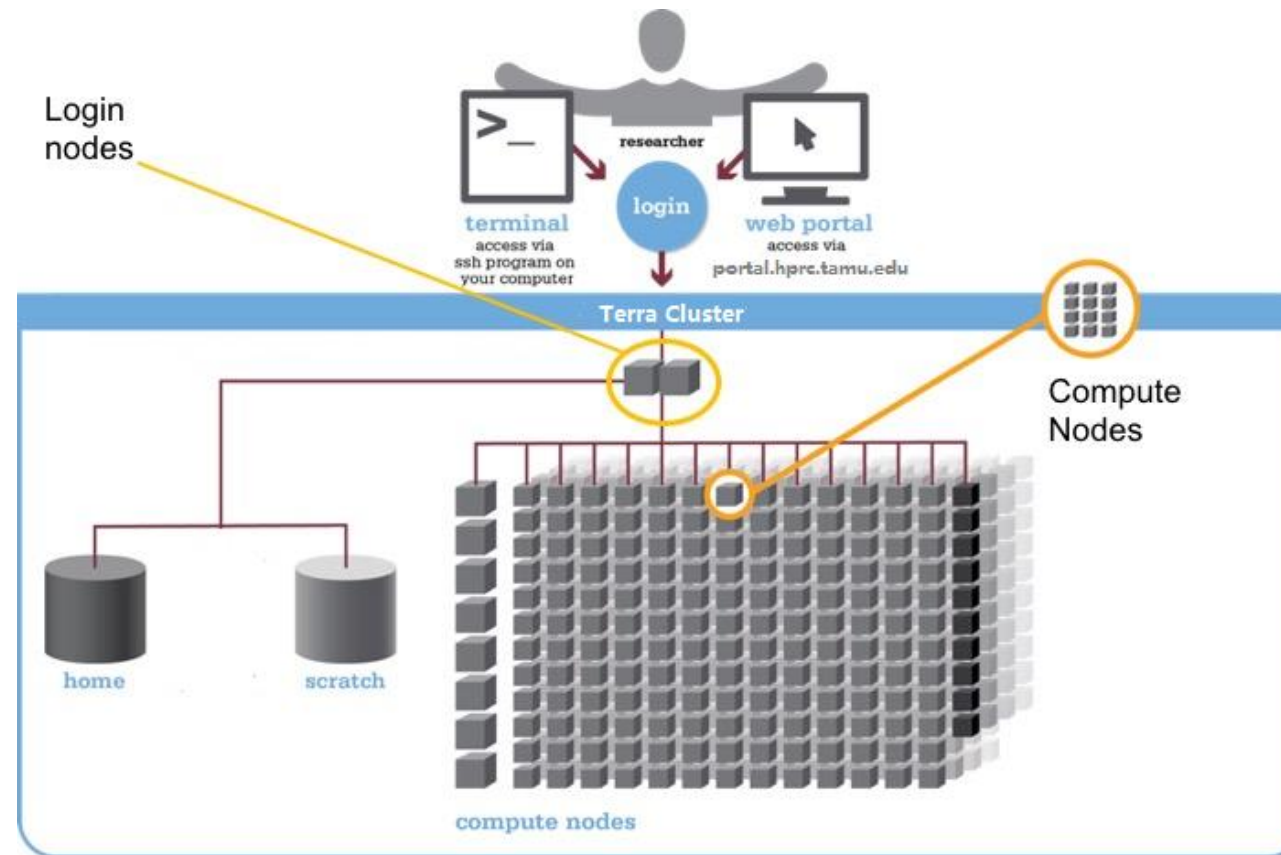 Login
nodes
>_
researcher
login
terminal
access via
ssh program on
your computer
web portal
access via
portal.hprc.tamu.edu
Terra Cluster
Compute
Nodes
home
scratch
compute nodes